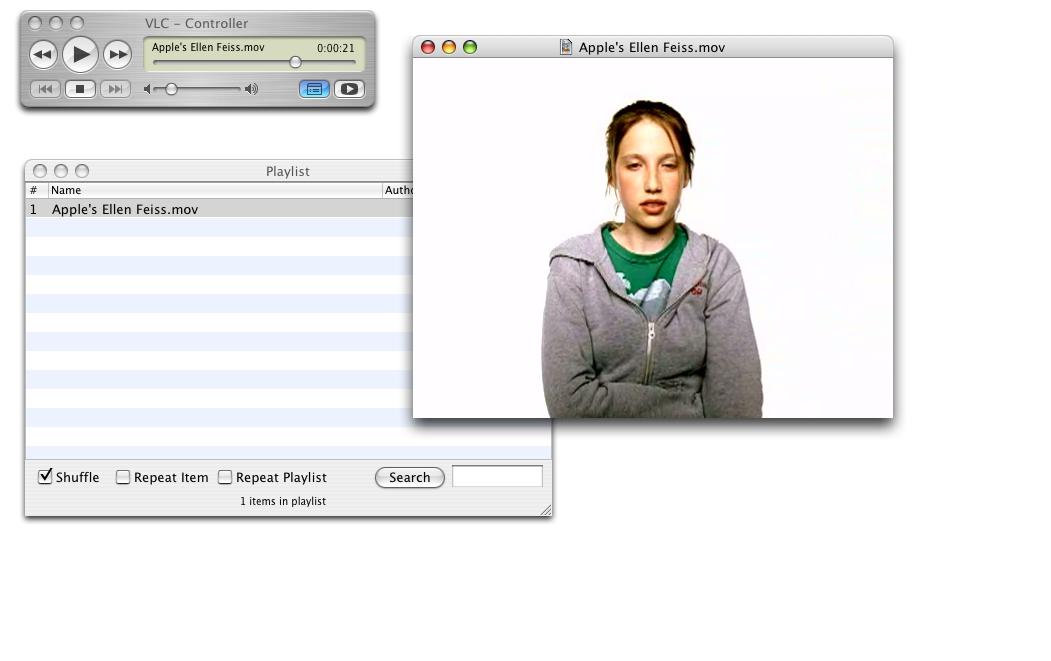 VLC – Controller
Apple's Ellen Feiss.mov 0:00:21
Apple's Ellen Feiss.mov
Playlist
# Name Autho
1 Apple's Ellen Feiss.mov
Shuffle Repeat Item Repeat Playlist Search
1 items in playlist